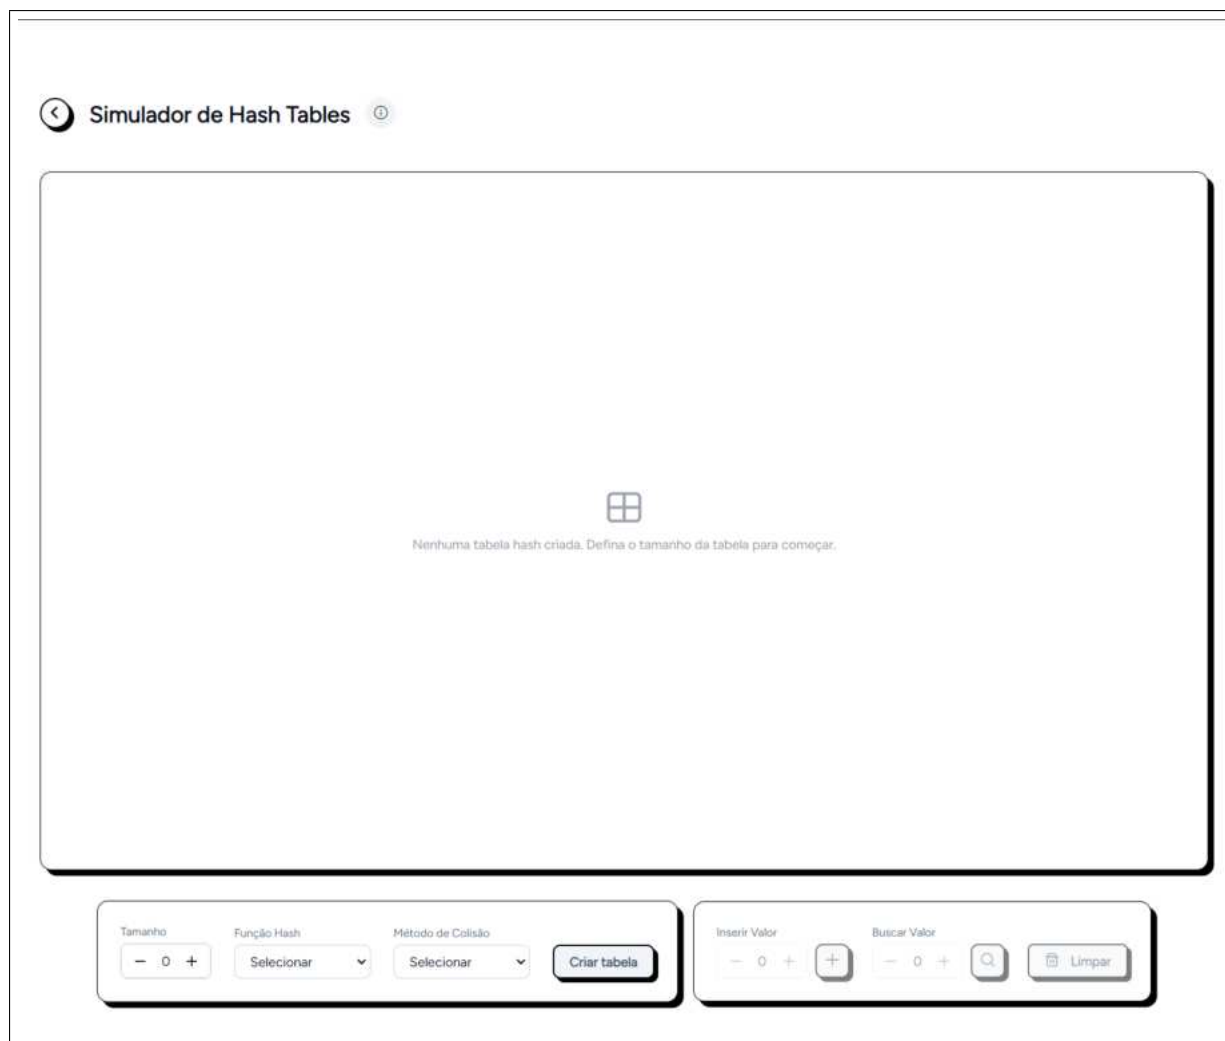 Simulador de Hash Tables
Nenhuma tabela hash criada. Defina o tamanho da tabela para começar.
Tamanho
Função Hash
Método de Colisão
− 0 +
Selecionar
Selecionar
Criar tabela
Inserir Valor
Buscar Valor
− 0 +
+
− 0 +
Limpar